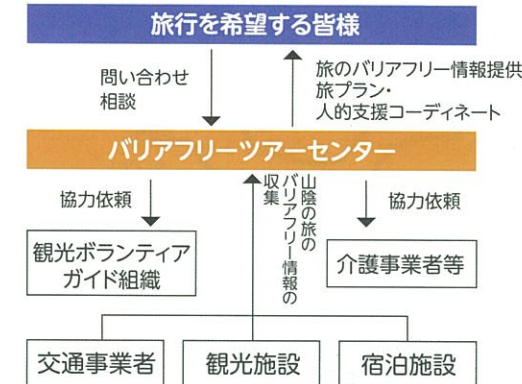 旅行を希望する皆様
問い合わせ
相談
旅のバリアフリー情報提供
旅プラン・
人的支援コーディネート
バリアフリーツアーセンター
協力依頼
山陰の旅の
バリアフリー情報の
収集
協力依頼
観光ボランティア
ガイド組織
介護事業者等
交通事業者
観光施設
宿泊施設